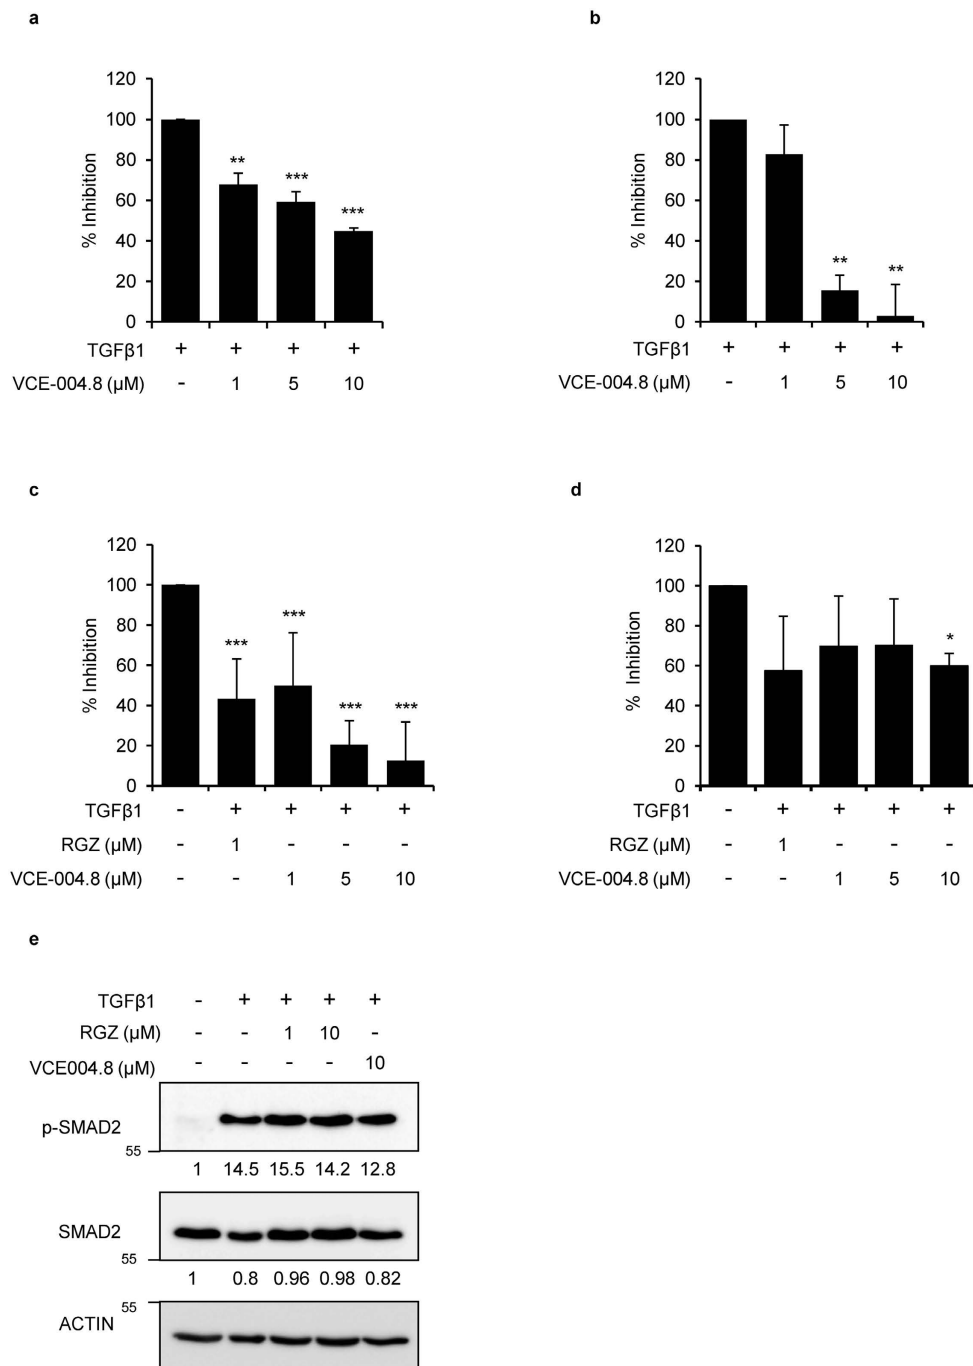 a
120
100
80
60
40
20
0
% Inhibition
** *** ***
TGFβ1 + + + +
VCE-004.8 (µM) - 1 5 10
b
120
100
80
60
40
20
0
% Inhibition
** **
TGFβ1 + + + +
VCE-004.8 (µM) - 1 5 10
c
120
100
80
60
40
20
0
% Inhibition
*** *** *** ***
TGFβ1 - + + + +
RGZ (µM) - 1 - - -
VCE-004.8 (µM) - - 1 5 10
d
120
100
80
60
40
20
0
% Inhibition
*
TGFβ1 - + + + +
RGZ (µM) - 1 - - -
VCE-004.8 (µM) - - 1 5 10
e
TGFβ1 - + + + +
RGZ (µM) - - 1 10 -
VCE004.8 (µM) - - - - 10
p-SMAD2
55
1 14.5 15.5 14.2 12.8
SMAD2
55
1 0.8 0.96 0.98 0.82
55
ACTIN